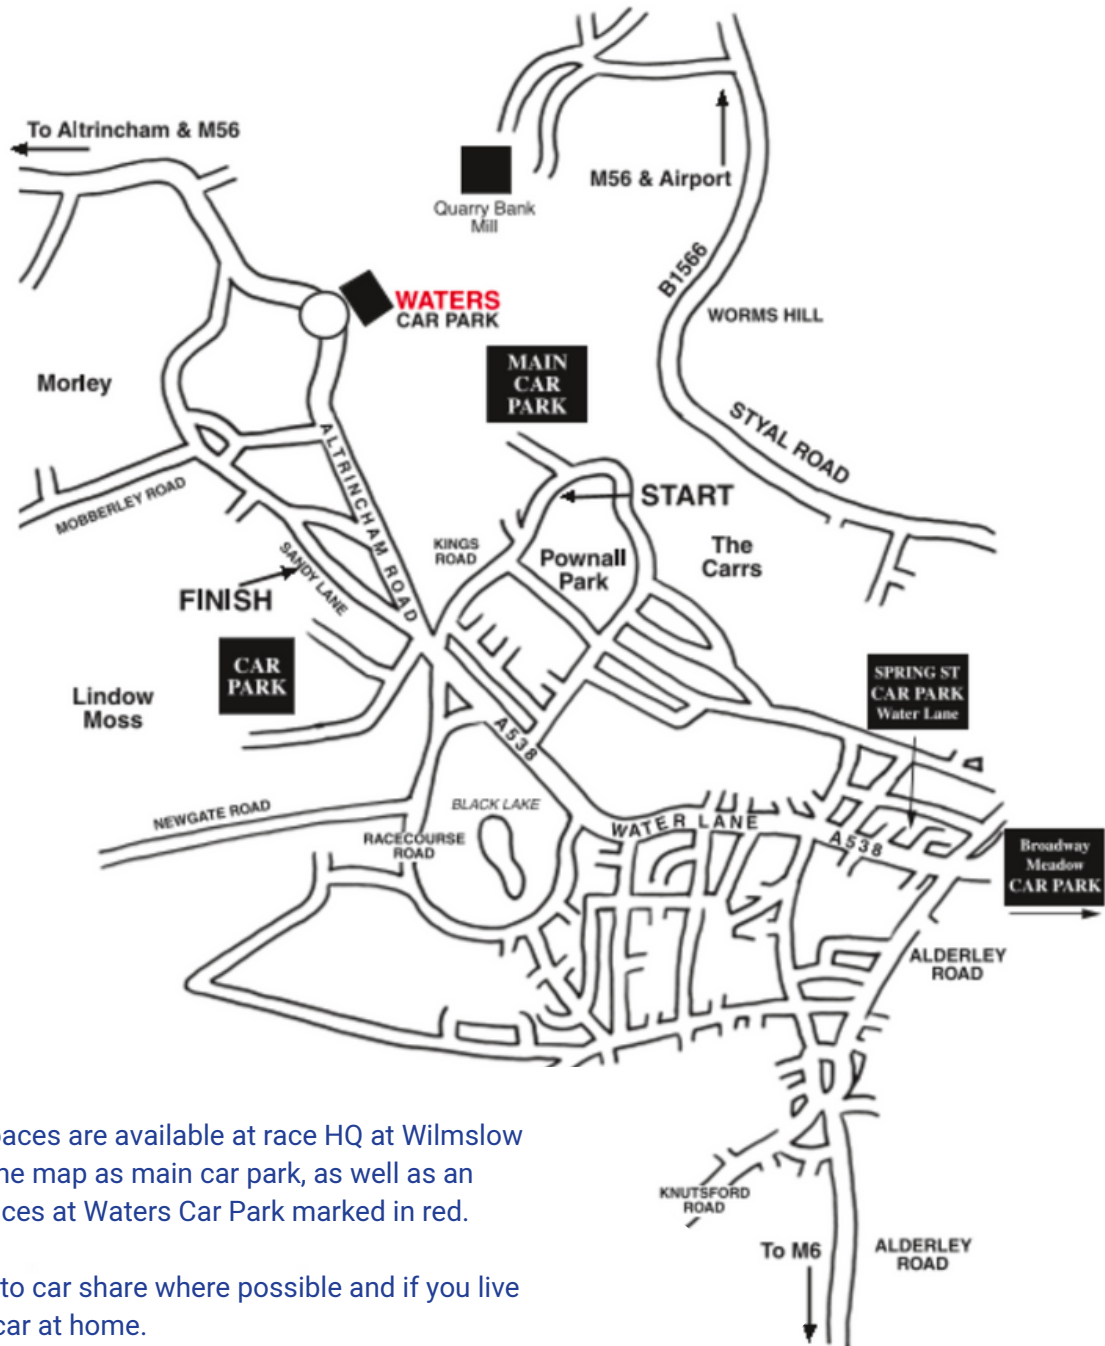 To Altrincham & M56
M56 & Airport
Quarry Bank
Mill
B1566
WATERS
CAR PARK
WORMS HILL
MAIN
CAR
PARK
Morley
STYAL ROAD
ALTRINCHAM ROAD
MOBBERLEY ROAD
START
KINGS
ROAD
Pownall
Park
The
Carrs
SANDY LANE
FINISH
CAR
PARK
Lindow
Moss
SPRING ST
CAR PARK
Water Lane
A538
NEWGATE ROAD
BLACK LAKE
RACECOURSE
ROAD
WATER LANE
A538
Broadway
Meadow
CAR PARK
ALDERLEY
ROAD
KNUTSFORD
ROAD
To M6
ALDERLEY
ROAD
paces are available at race HQ at Wilmslow
he map as main car park, as well as an
ces at Waters Car Park marked in red.
to car share where possible and if you live
car at home.